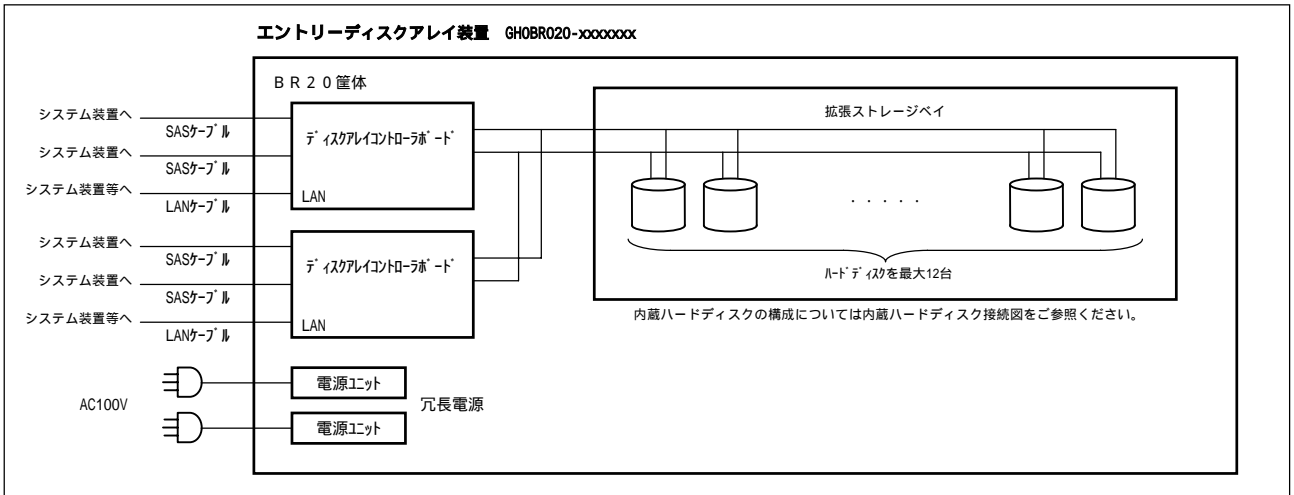 エントリーディスクアレイ装置 GH0BR020-xxxxxxx
BR20筐体
システム装置へ
SASケーブル
システム装置へ
SASケーブル
システム装置等へ
LANケーブル
ディスクアレイコントローラボード
LAN
システム装置へ
SASケーブル
システム装置へ
SASケーブル
システム装置等へ
LANケーブル
ディスクアレイコントローラボード
LAN
拡張ストレージベイ
・・・・・
ハードディスクを最大12台
内蔵ハードディスクの構成については内蔵ハードディスク接続図をご参照ください。
AC100V
電源ユニット
電源ユニット
冗長電源